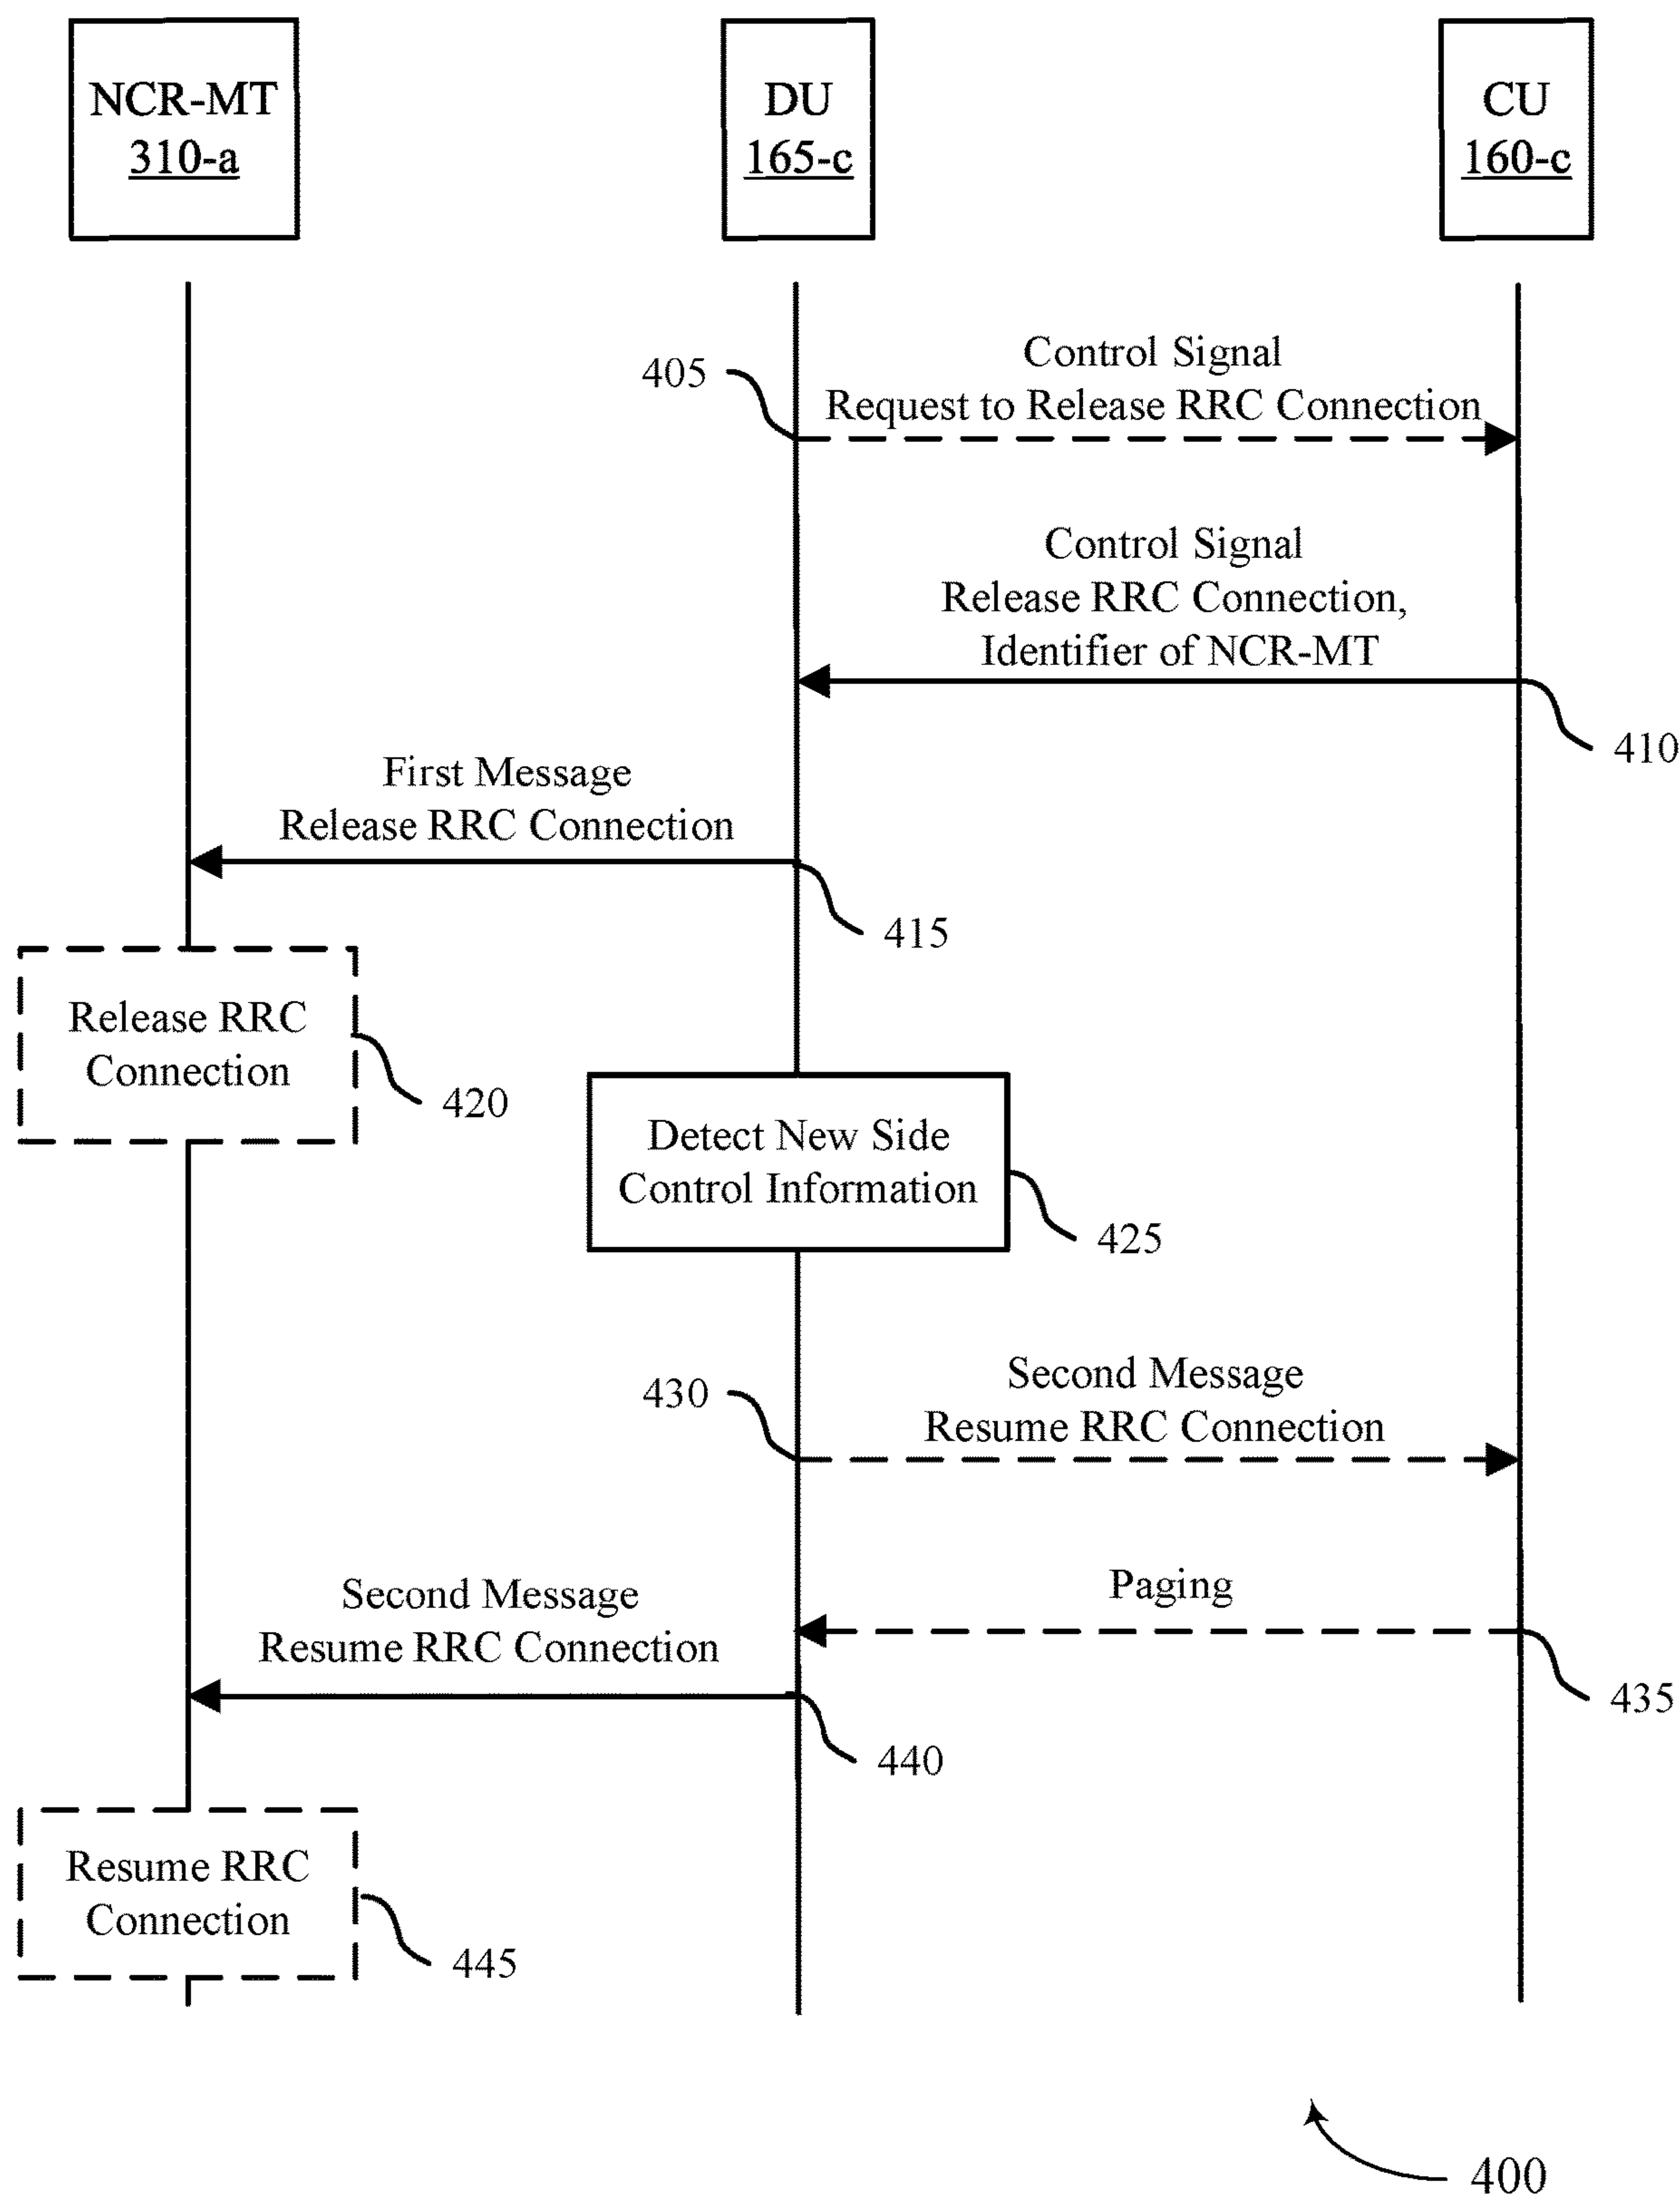 NCR-MT
310-a
DU
165-c
CU
160-c
405
Control Signal
Request to Release RRC Connection
Control Signal
Release RRC Connection,
Identifier of NCR-MT
410
First Message
Release RRC Connection
415
Release RRC
Connection
420
Detect New Side
Control Information
425
430
Second Message
Resume RRC Connection
Paging
435
Second Message
Resume RRC Connection
440
Resume RRC
Connection
445
400